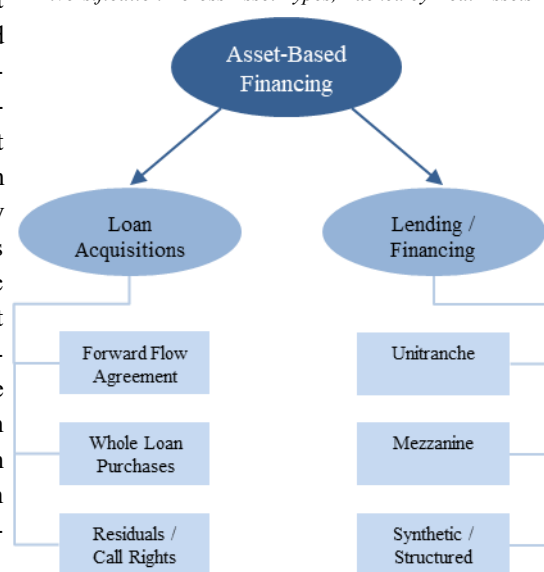 Asset-Based
Financing
Loan
Acquisitions
Lending /
Financing
Forward Flow
Agreement
Unitranche
Whole Loan
Purchases
Mezzanine
Residuals /
Call Rights
Synthetic /
Structured